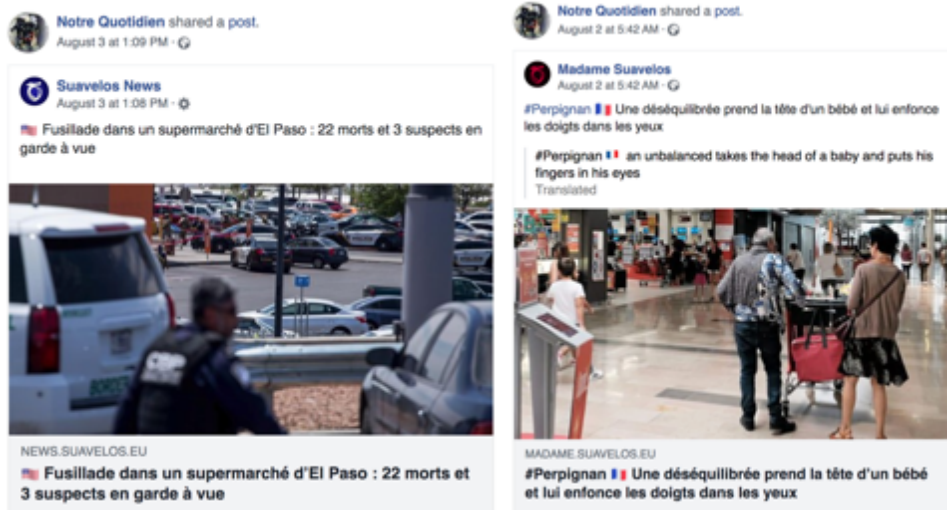 Notre Quotidien shared a post.
August 3 at 1:09 PM ·
Suavelos News
August 3 at 1:08 PM ·
🇺🇸 Fusillade dans un supermarché d'El Paso : 22 morts et 3 suspects en
garde à vue
NEWS.SUAVELOS.EU
🇺🇸 Fusillade dans un supermarché d'El Paso : 22 morts et
3 suspects en garde à vue
Notre Quotidien shared a post.
August 2 at 5:42 AM ·
Madame Suavelos
August 2 at 5:42 AM ·
#Perpignan 🇫🇷 Une déséquilibrée prend la tête d'un bébé et lui enfonce
les doigts dans les yeux
#Perpignan 🇫🇷 an unbalanced takes the head of a baby and puts his
fingers in his eyes
Translated
MADAME.SUAVELOS.EU
#Perpignan 🇫🇷 Une déséquilibrée prend la tête d'un bébé
et lui enfonce les doigts dans les yeux